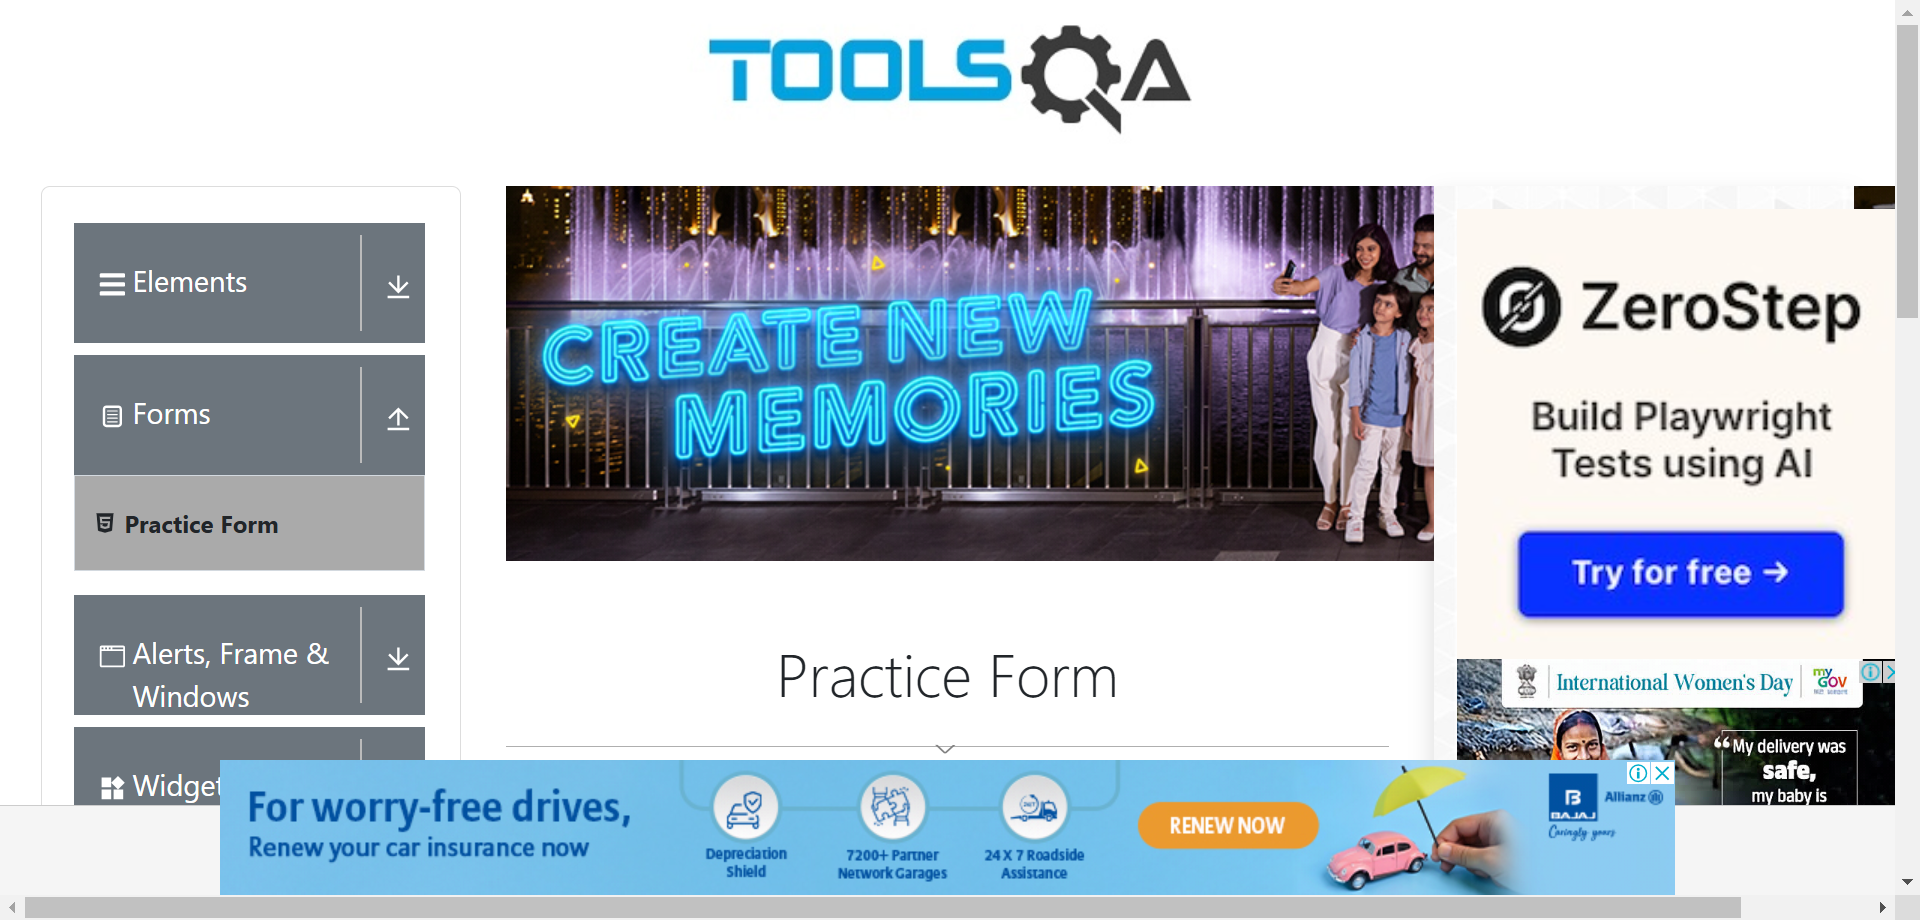 TOOLSQA
Elements
Forms
Practice Form
Alerts, Frame &
Windows
Widge
CREATE NEW
MEMORIES
Practice Form
ZeroStep
Build Playwright
Tests using AI
Try for free →
International Women's Day
my
GOV
“My delivery was
safe,
my baby is
For worry-free drives,
Renew your car insurance now
Depreciation
Shield
7200+ Partner
Network Garages
24 X 7 Roadside
Assistance
RENEW NOW
B
BAJAJ
Allianz
Caringly yours